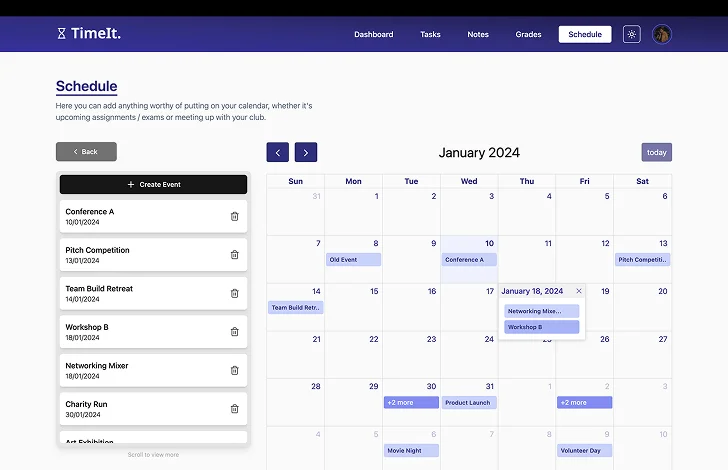 TimeIt.
Dashboard Tasks Notes Grades Schedule
Schedule
Here you can add anything worthy of putting on your calendar, whether it's
upcoming assignments / exams or meeting up with your club.
Back
January 2024
today
Create Event
Conference A
10/01/2024
Pitch Competition
13/01/2024
Team Build Retreat
14/01/2024
Workshop B
18/01/2024
Networking Mixer
18/01/2024
Charity Run
30/01/2024
Art Exhibition
Scroll to view more
Sun Mon Tue Wed Thu Fri Sat
31 1 2 3 4 5 6
7 8 9 10 11 12 13
Old Event Conference A Pitch Competiti..
14 15 16 17 19 20
Team Build Retr..
January 18, 2024
Networking Mixe...
Workshop B
21 22 23 24 25 26 27
28 29 30 31 1 2 3
+2 more Product Launch +2 more
4 5 6 7 8 9 10
Movie Night Volunteer Day